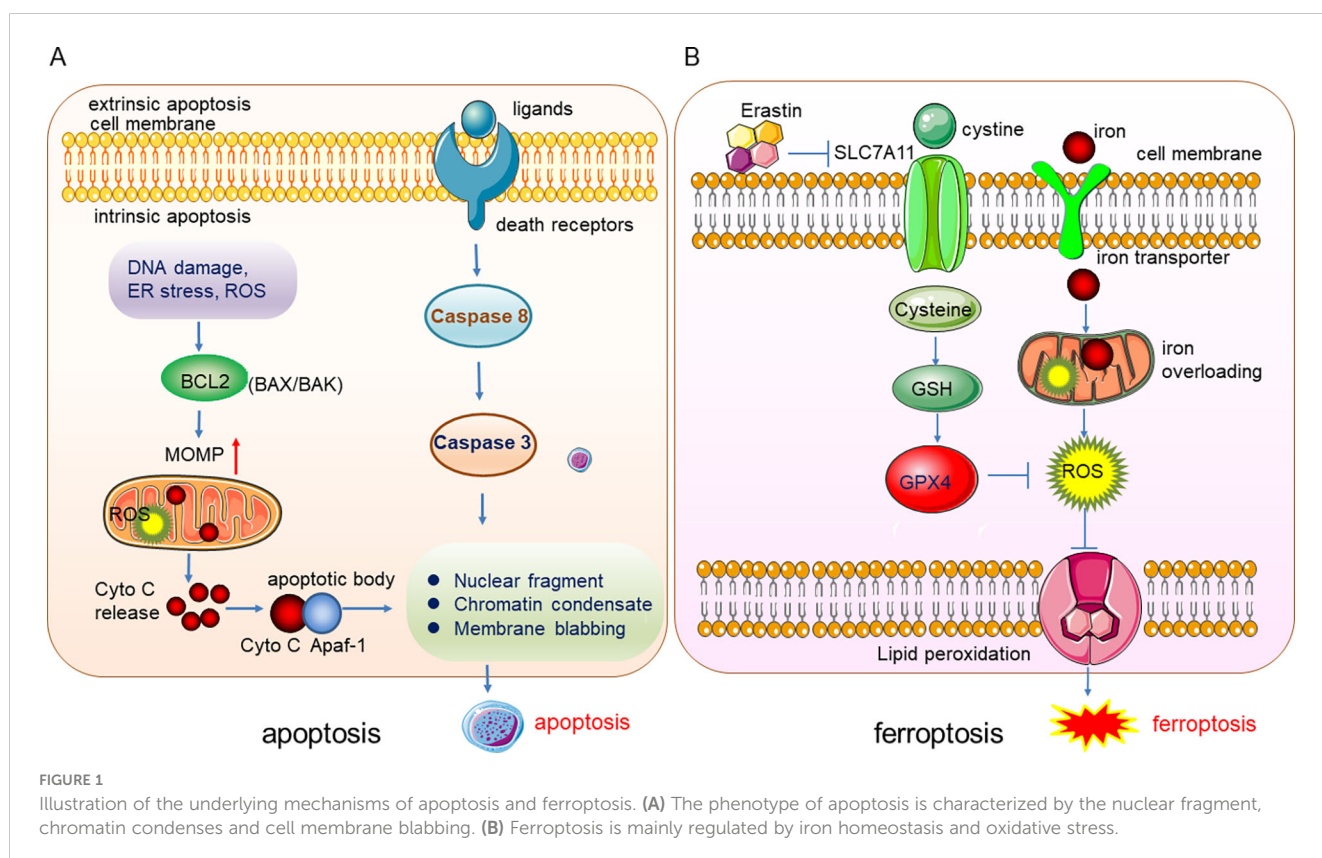 A
extrinsic apoptosis
cell membrane
ligands
intrinsic apoptosis
death receptors
DNA damage,
ER stress, ROS
Caspase 8
BCL2
(BAX/BAK)
MOMP
Caspase 3
ROS
Cyto C
release
apoptotic body
Cyto C Apaf-1
Nuclear fragment
Chromatin condensate
Membrane blabbing
apoptosis
apoptosis
B
Erastin
cystine
iron
SLC7A11
cell membrane
iron transporter
Cysteine
iron
overloading
GSH
GPX4
ROS
Lipid peroxidation
ferroptosis
ferroptosis
FIGURE 1
Illustration of the underlying mechanisms of apoptosis and ferroptosis. (A) The phenotype of apoptosis is characterized by the nuclear fragment,
chromatin condenses and cell membrane blabbing. (B) Ferroptosis is mainly regulated by iron homeostasis and oxidative stress.